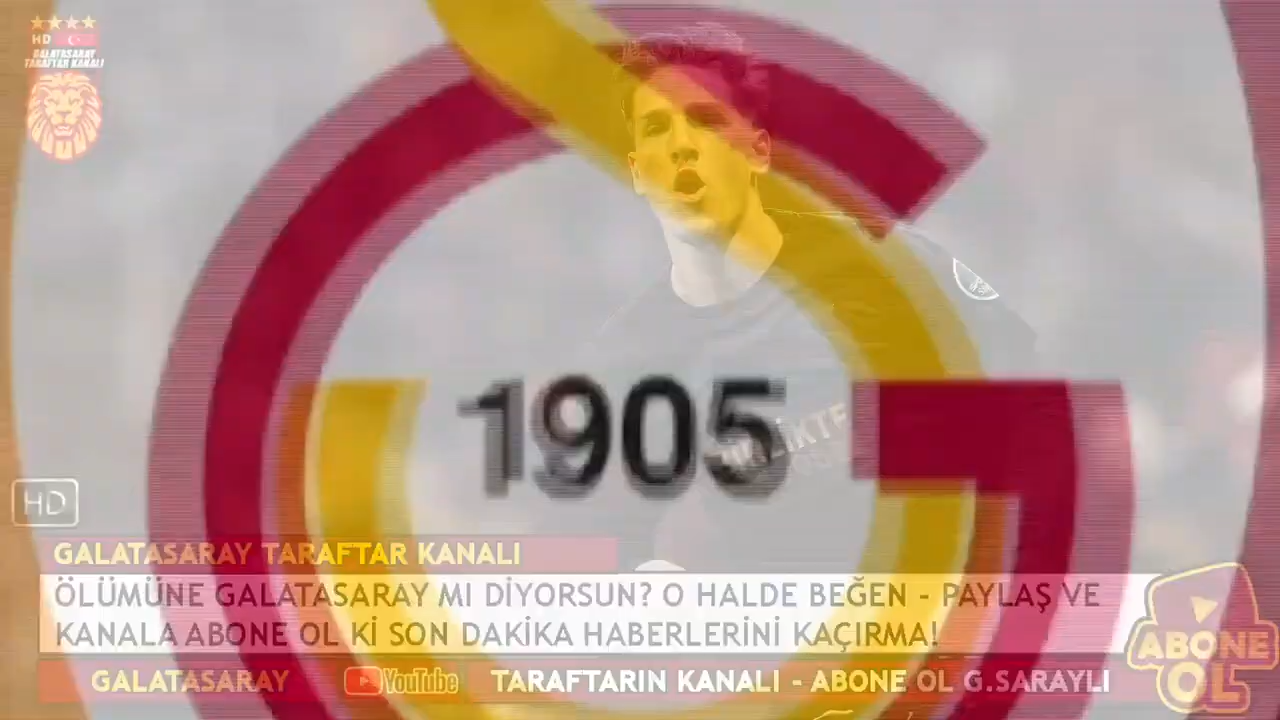 HD
GALATASARAY
TARAFTAR KANALI
1905
HD
GALATASARAY TARAFTAR KANALI
ÖLÜMÜNE GALATASARAY MI DİYORSUN? O HALDE BEĞEN - PAYLAŞ VE
KANALA ABONE OL Kİ SON DAKİKA HABERLERİNİ KAÇIRMA!
ABONE
OL
GALATASARAY YouTube TARAFTARIN KANALI - ABONE OL G.SARAYLI